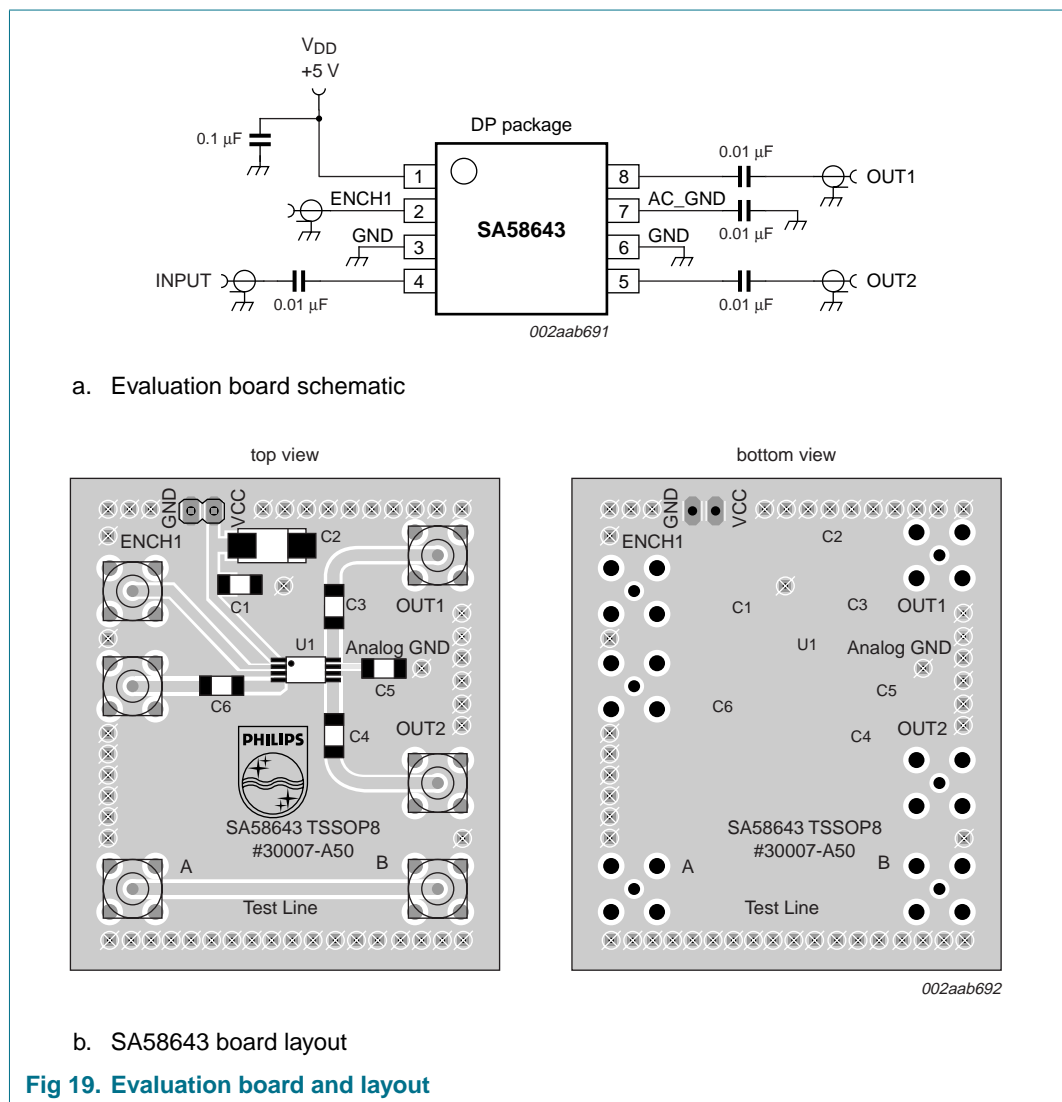 VDD
+5 V
0.1 μF
DP package
0.01 μF
1
8
OUT1
ENCH1
2
7
AC_GND
0.01 μF
SA58643
GND
3
6
GND
INPUT
0.01 μF
4
5
0.01 μF
OUT2
002aab691
a. Evaluation board schematic
top view
bottom view
GND
VCC
ENCH1
C2
C1
C3
OUT1
U1
Analog GND
C5
C6
C4
OUT2
PHILIPS
SA58643 TSSOP8
#30007-A50
A
B
Test Line
GND
VCC
ENCH1
C2
C1
C3
OUT1
U1
Analog GND
C5
C6
C4
OUT2
SA58643 TSSOP8
#30007-A50
A
B
Test Line
002aab692
b. SA58643 board layout
Fig 19. Evaluation board and layout